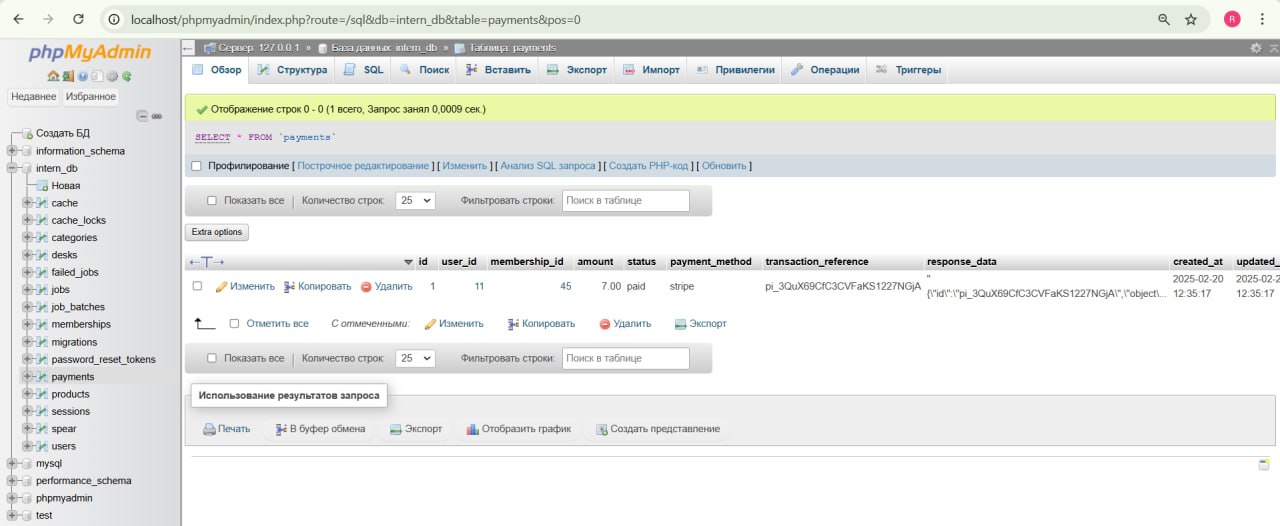 localhost/phpmyadmin/index.php?route=/sql&db=intern_db&table=payments&pos=0
R
phpMyAdmin
Недавнее Избранное
Создать БД
information_schema
intern_db
Новая
cache
cache_locks
categories
desks
failed_jobs
jobs
job_batches
memberships
migrations
password_reset_tokens
payments
products
sessions
spear
users
mysql
performance_schema
phpmyadmin
test
Сервер: 127.0.0.1 » База данных: intern_db » Таблица: payments
Обзор Структура SQL Поиск Вставить Экспорт Импорт Привилегии Операции Триггеры
Отображение строк 0 - 0 (1 всего, Запрос занял 0,0009 сек.)
SELECT * FROM `payments`
Профилирование [ Построчное редактирование ] [ Изменить ] [ Анализ SQL запроса ] [ Создать PHP-код ] [ Обновить ]
Показать все | Количество строк: 25 Фильтровать строки: Поиск в таблице
Extra options
←T→ id user_id membership_id amount status payment_method transaction_reference response_data created_at updated_
Изменить Копировать Удалить 1 11 45 7.00 paid stripe pi_3QuX69CfC3CVFaKS1227NGjA " {\"id\":\"pi_3QuX69CfC3CVFaKS1227NGjA\",\"object\... 2025-02-20 12:35:17 2025-02-2 12:35:17
Отметить все С отмеченными: Изменить Копировать Удалить Экспорт
Показать все | Количество строк: 25 Фильтровать строки: Поиск в таблице
Использование результатов запроса
Печать В буфер обмена Экспорт Отобразить график Создать представление